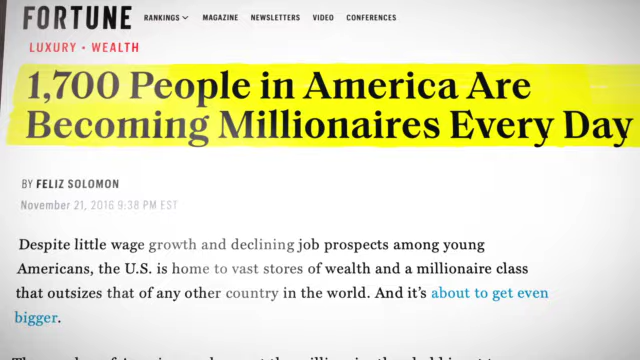 FORTUNE RANKINGS MAGAZINE NEWSLETTERS VIDEO CONFERENCES
LUXURY • WEALTH
1,700 People in America Are
Becoming Millionaires Every Day
BY FELIZ SOLOMON
November 21, 2016 9:38 PM EST
Despite little wage growth and declining job prospects among young
Americans, the U.S. is home to vast stores of wealth and a millionaire class
that outsizes that of any other country in the world. And it's about to get even
bigger.